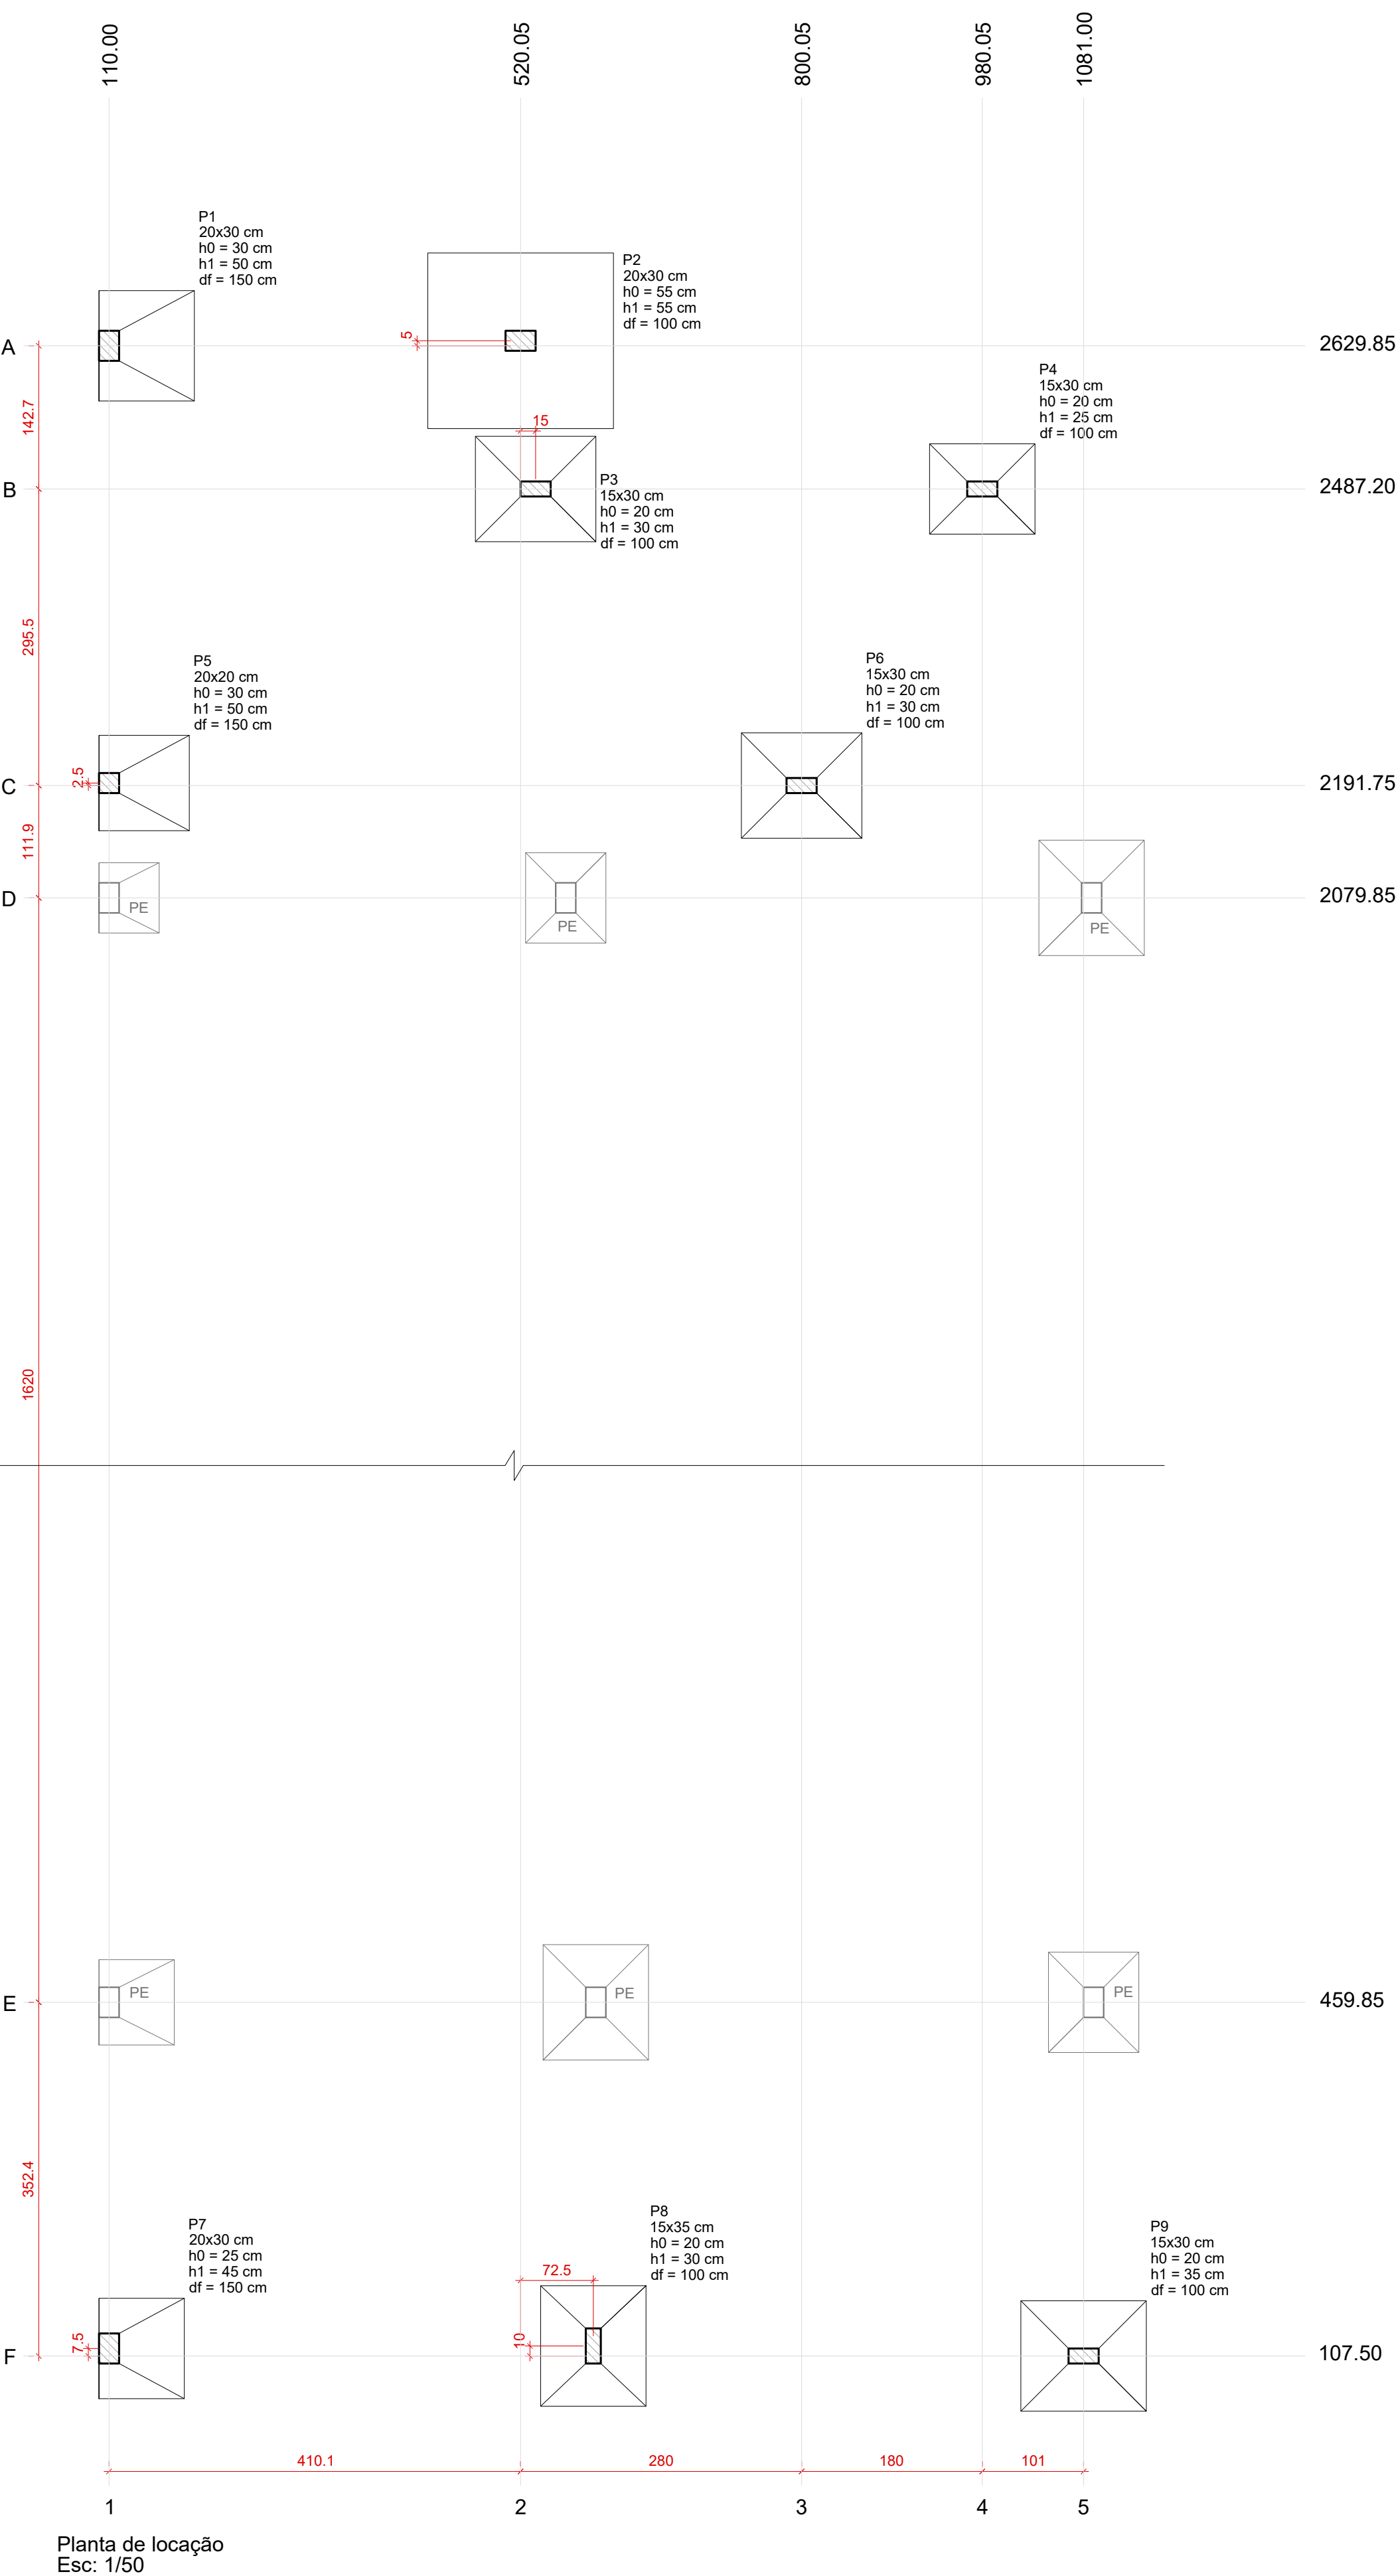 110.00
520.05
800.05
980.05
1081.00
P1
20x30 cm
h0 = 30 cm
h1 = 50 cm
df = 150 cm
P2
20x30 cm
h0 = 55 cm
h1 = 55 cm
df = 100 cm
5
A
2629.85
142.7
15
P4
15x30 cm
h0 = 20 cm
h1 = 25 cm
df = 100 cm
P3
15x30 cm
h0 = 20 cm
h1 = 30 cm
df = 100 cm
B
2487.20
295.5
P5
20x20 cm
h0 = 30 cm
h1 = 50 cm
df = 150 cm
P6
15x30 cm
h0 = 20 cm
h1 = 30 cm
df = 100 cm
2.5
C
2191.75
111.9
D
PE
PE
PE
2079.85
1620
E
PE
PE
PE
459.85
352.4
P7
20x30 cm
h0 = 25 cm
h1 = 45 cm
df = 150 cm
P8
15x35 cm
h0 = 20 cm
h1 = 30 cm
df = 100 cm
P9
15x30 cm
h0 = 20 cm
h1 = 35 cm
df = 100 cm
72.5
7.5
10
F
107.50
410.1
280
180
101
1
2
3
4
5
Planta de locação
Esc: 1/50